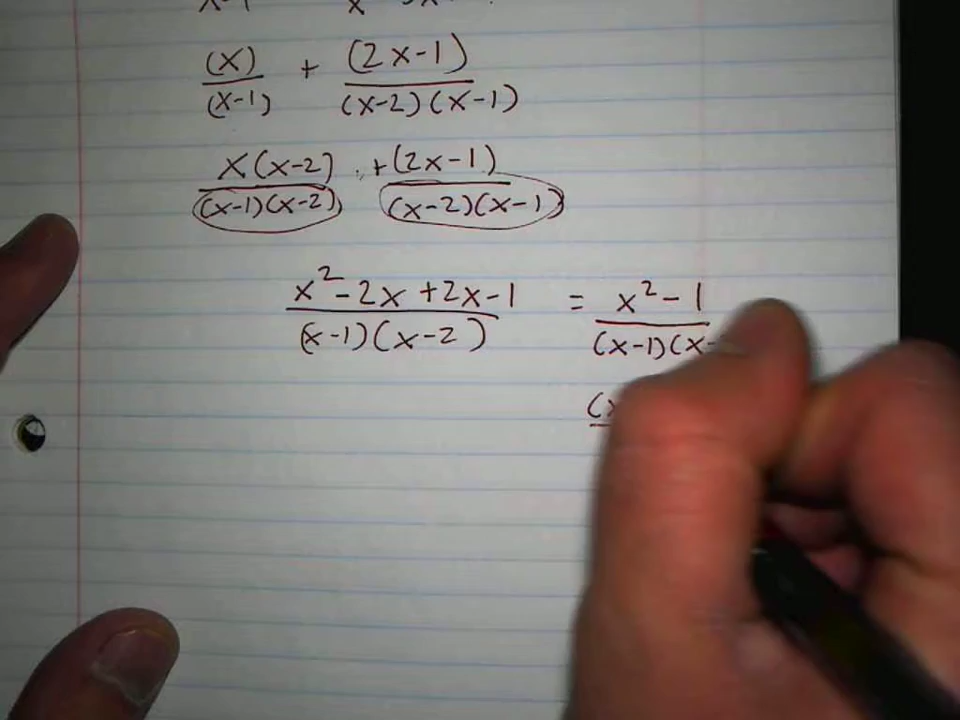 (x)/(x-1) + (2x-1)/(x-2)(x-1)
x(x-2)/(x-1)(x-2) + (2x-1)/(x-2)(x-1)
x²-2x+2x-1/(x-1)(x-2) = x²-1/(x-1)(x-
(x